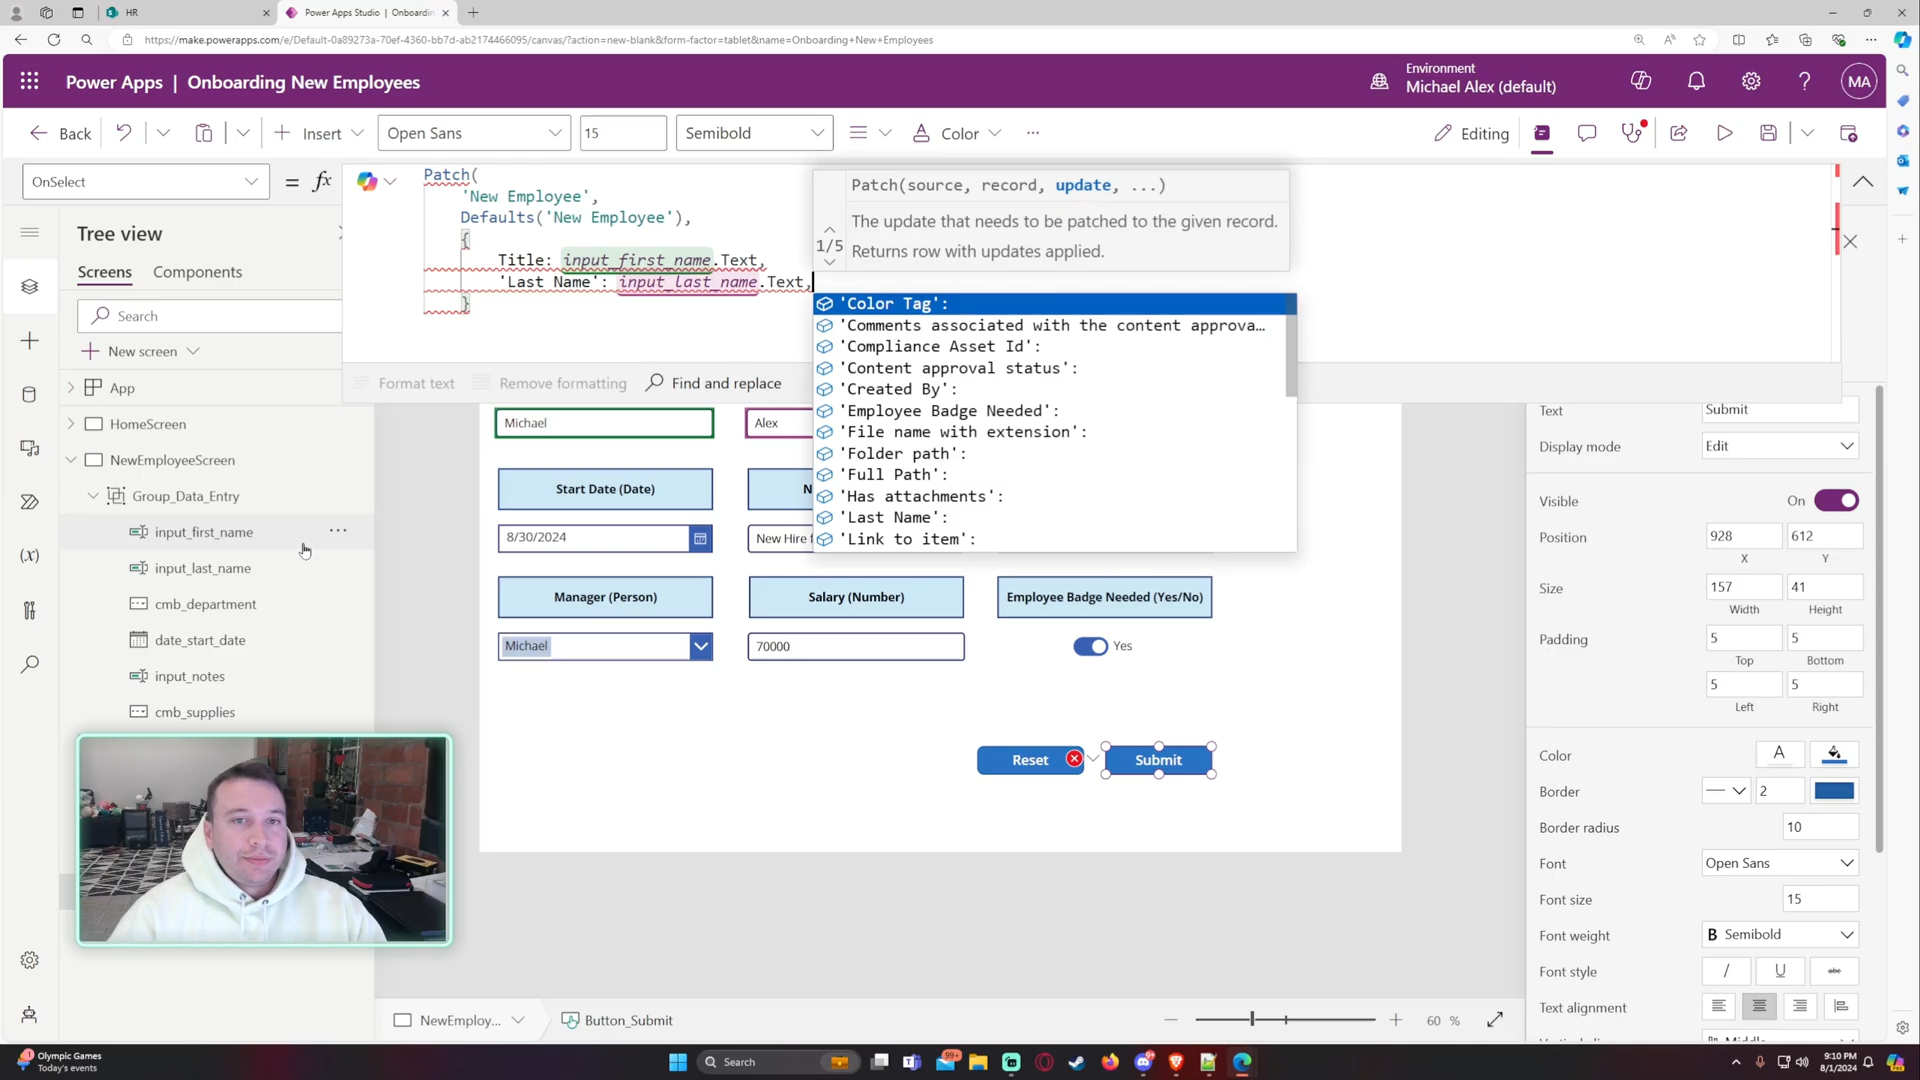 HR
Power Apps Studio | Onboardin
https://make.powerapps.com/e/Default-0a89273a-70ef-4360-bb7d-ab2174466095/canvas/?action=new-blank&form-factor=tablet&name=Onboarding+New+Employees
Power Apps | Onboarding New Employees
Environment
Michael Alex (default)
MA
Back
Insert
Open Sans
15
Semibold
Color
Editing
OnSelect
= fx
Patch(
'New Employee',
Defaults('New Employee'),
{
Title: input_first_name.Text,
'Last Name': input_last_name.Text,
}
Patch(source, record, update, ...)
The update that needs to be patched to the given record.
1/5
Returns row with updates applied.
'Color Tag':
'Comments associated with the content approva...
'Compliance Asset Id':
'Content approval status':
'Created By':
'Employee Badge Needed':
'File name with extension':
'Folder path':
'Full Path':
'Has attachments':
'Last Name':
'Link to item':
Format text
Remove formatting
Find and replace
Tree view
Screens
Components
Search
New screen
App
HomeScreen
NewEmployeeScreen
Group_Data_Entry
input_first_name
input_last_name
cmb_department
date_start_date
input_notes
cmb_supplies
Michael
Alex
Start Date (Date)
N
8/30/2024
New Hire f
Manager (Person)
Salary (Number)
Employee Badge Needed (Yes/No)
Michael
70000
Yes
Reset
Submit
Text
Submit
Display mode
Edit
Visible
On
Position
928
612
X
Y
Size
157
41
Width
Height
Padding
5
5
Top
Bottom
5
5
Left
Right
Color
A
Border
2
Border radius
10
Font
Open Sans
Font size
15
Font weight
B Semibold
Font style
/
U
abc
Text alignment
Middle
NewEmploy...
Button_Submit
60 %
1
Olympic Games
Today's events
Search
99+
9:10 PM
8/1/2024